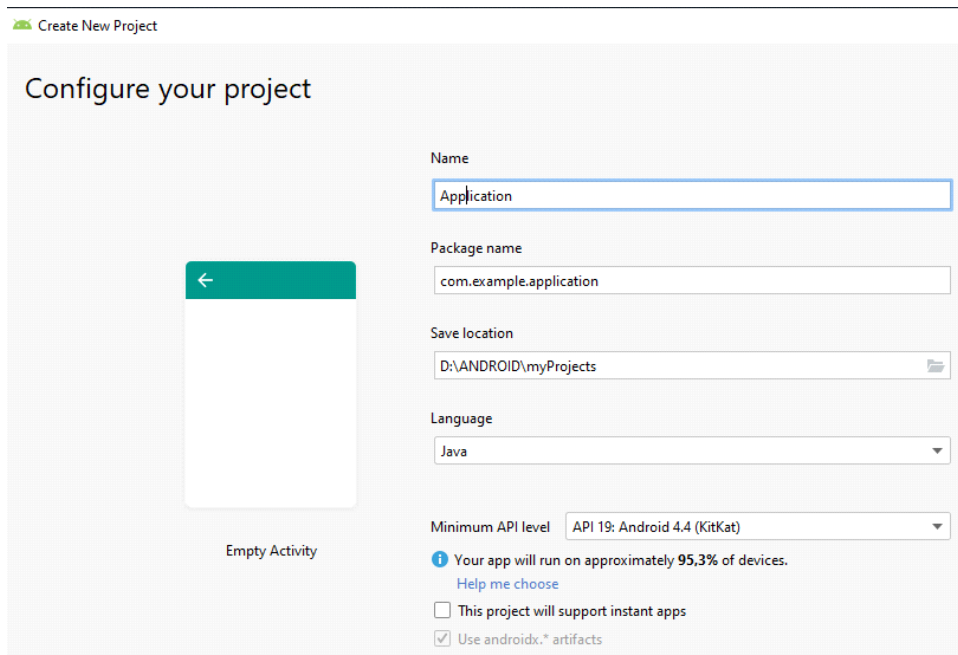 Create New Project
Configure your project
Name
Application
Package name
com.example.application
Save location
D:\ANDROID\myProjects
Language
Java
Minimum API level API 19: Android 4.4 (KitKat)
Empty Activity
Your app will run on approximately 95,3% of devices.
Help me choose
This project will support instant apps
Use androidx.* artifacts